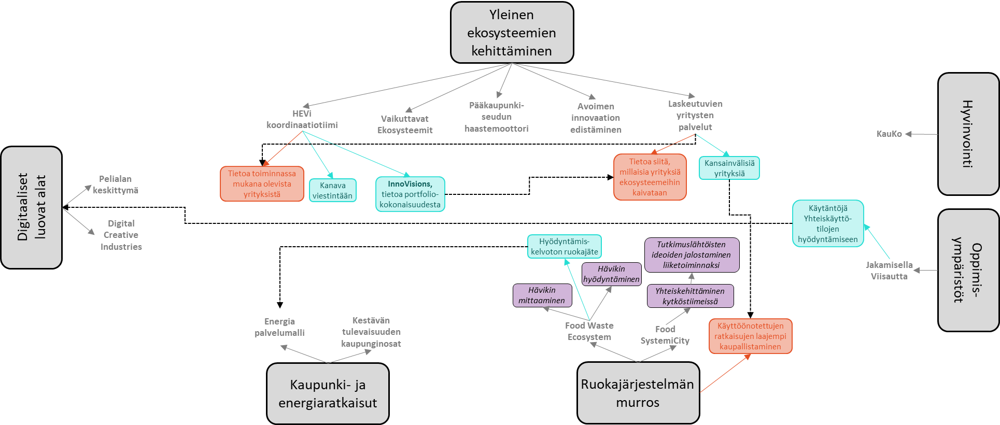 Yleinen
ekosysteemien
kehittäminen
HEVi
koordinaatiotiimi
Vaikuttavat
Ekosysteemit
Pääkaupunki-
seudun
haastemoottori
Avoimen
innovaation
edistäminen
Laskeutuvien
yritysten
palvelut
Tietoa toiminnassa
mukana olevista
yrityksistä
Kanava
viestintään
InnoVisions,
tietoa portfolio-
kokonaisuudesta
Tietoa siitä,
millaisia yrityksiä
ekosysteemeihin
kaivataan
Kansainvälisiä
yrityksiä
Hyvinvointi
KauKo
Digitaaliset
luovat alat
Pelialan
keskittymä
Digital
Creative
Industries
Käytäntöjä
Yhteiskäyttö-
tilojen
hyödyntämiseen
Oppimis-
ympäristöt
Jakamisella
Viisautta
Hyödyntämis-
kelvoton ruokajäte
Tutkimuslähtöisten
ideoiden jalostaminen
liiketoiminnaksi
Hävikin
hyödyntäminen
Hävikin
mittaaminen
Yhteiskehittäminen
kytköstiimeissä
Energia
palvelumalli
Kestävän
tulevaisuuden
kaupunginosat
Food Waste
Ecosystem
Food
SystemiCity
Käyttöönotettujen
ratkaisujen laajempi
kaupallistaminen
Kaupunki- ja
energiaratkaisut
Ruokajärjestelmän
murros